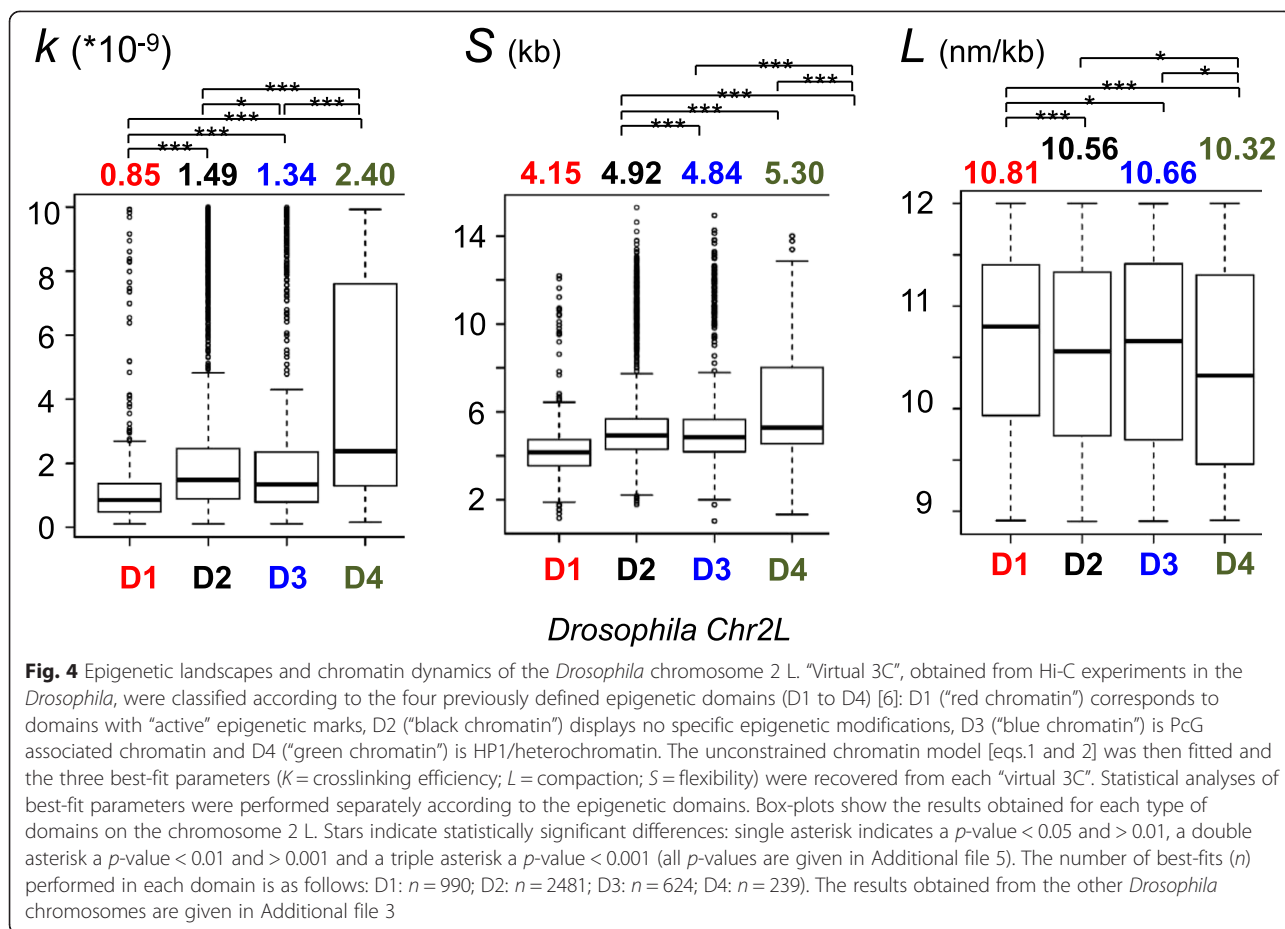 k (*10-9)
S (kb)
L (nm/kb)
***
*
***
***
***
***
***
***
***
***
***
*
*
***
*
***
0.85 1.49 1.34 2.40
4.15 4.92 4.84 5.30
10.81 10.56 10.66 10.32
10
8
6
4
2
0
14
10
6
2
12
11
10
9
D1 D2 D3 D4
D1 D2 D3 D4
D1 D2 D3 D4
Drosophila Chr2L
Fig. 4 Epigenetic landscapes and chromatin dynamics of the Drosophila chromosome 2 L. “Virtual 3C”, obtained from Hi-C experiments in the
Drosophila, were classified according to the four previously defined epigenetic domains (D1 to D4) [6]: D1 (“red chromatin”) corresponds to
domains with “active” epigenetic marks, D2 (“black chromatin”) displays no specific epigenetic modifications, D3 (“blue chromatin”) is PcG
associated chromatin and D4 (“green chromatin”) is HP1/heterochromatin. The unconstrained chromatin model [eqs.1 and 2] was then fitted and
the three best-fit parameters (K = crosslinking efficiency; L = compaction; S = flexibility) were recovered from each “virtual 3C”. Statistical analyses of
best-fit parameters were performed separately according to the epigenetic domains. Box-plots show the results obtained for each type of
domains on the chromosome 2 L. Stars indicate statistically significant differences: single asterisk indicates a p-value < 0.05 and > 0.01, a double
asterisk a p-value < 0.01 and > 0.001 and a triple asterisk a p-value < 0.001 (all p-values are given in Additional file 5). The number of best-fits (n)
performed in each domain is as follows: D1: n = 990; D2: n = 2481; D3: n = 624; D4: n = 239). The results obtained from the other Drosophila
chromosomes are given in Additional file 3